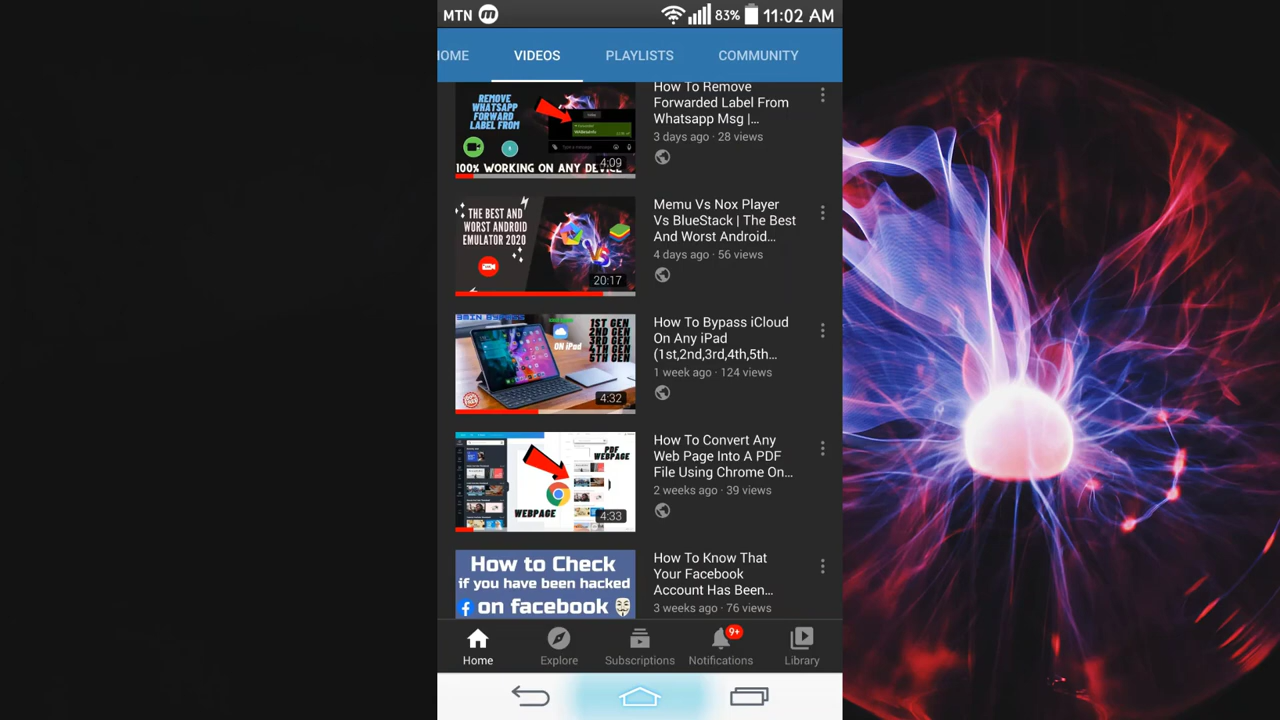 MTN 83% 11:02 AM
HOME VIDEOS PLAYLISTS COMMUNITY
REMOVE
WHATSAPP
FORWARD
LABEL FROM
100% WORKING ON ANY DEVICE
4:09
How To Remove
Forwarded Label From
Whatsapp Msg |...
3 days ago · 28 views
THE BEST AND
WORST ANDROID
EMULATOR 2020
VS
20:17
Memu Vs Nox Player
Vs BlueStack | The Best
And Worst Android...
4 days ago · 56 views
3MIN BYPASS
ON iPad
1ST GEN
2ND GEN
3RD GEN
4TH GEN
5TH GEN
4:32
How To Bypass iCloud
On Any iPad
(1st,2nd,3rd,4th,5th...
1 week ago · 124 views
PDF
WEBPAGE
WEBPAGE
4:33
How To Convert Any
Web Page Into A PDF
File Using Chrome On...
2 weeks ago · 39 views
How to Check
if you have been hacked
on facebook
How To Know That
Your Facebook
Account Has Been...
3 weeks ago · 76 views
9+
Home Explore Subscriptions Notifications Library